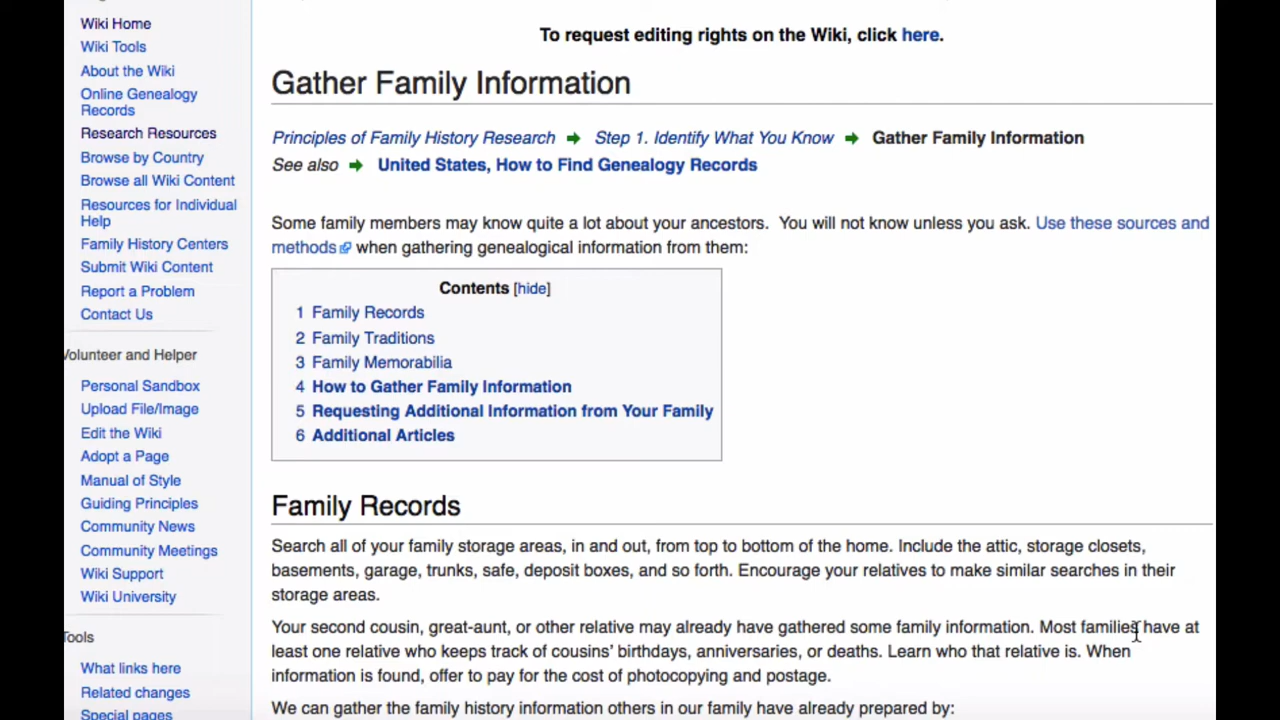 Wiki Home
Wiki Tools
About the Wiki
Online Genealogy
Records
Research Resources
Browse by Country
Browse all Wiki Content
Resources for Individual
Help
Family History Centers
Submit Wiki Content
Report a Problem
Contact Us
Volunteer and Helper
Personal Sandbox
Upload File/Image
Edit the Wiki
Adopt a Page
Manual of Style
Guiding Principles
Community News
Community Meetings
Wiki Support
Wiki University
Tools
What links here
Related changes
Special pages
To request editing rights on the Wiki, click here.
Gather Family Information
Principles of Family History Research ➔ Step 1. Identify What You Know ➔ Gather Family Information
See also ➔ United States, How to Find Genealogy Records
Some family members may know quite a lot about your ancestors. You will not know unless you ask. Use these sources and
methods when gathering genealogical information from them:
Contents [hide]
1 Family Records
2 Family Traditions
3 Family Memorabilia
4 How to Gather Family Information
5 Requesting Additional Information from Your Family
6 Additional Articles
Family Records
Search all of your family storage areas, in and out, from top to bottom of the home. Include the attic, storage closets,
basements, garage, trunks, safe, deposit boxes, and so forth. Encourage your relatives to make similar searches in their
storage areas.
Your second cousin, great-aunt, or other relative may already have gathered some family information. Most families have at
least one relative who keeps track of cousins’ birthdays, anniversaries, or deaths. Learn who that relative is. When
information is found, offer to pay for the cost of photocopying and postage.
We can gather the family history information others in our family have already prepared by: